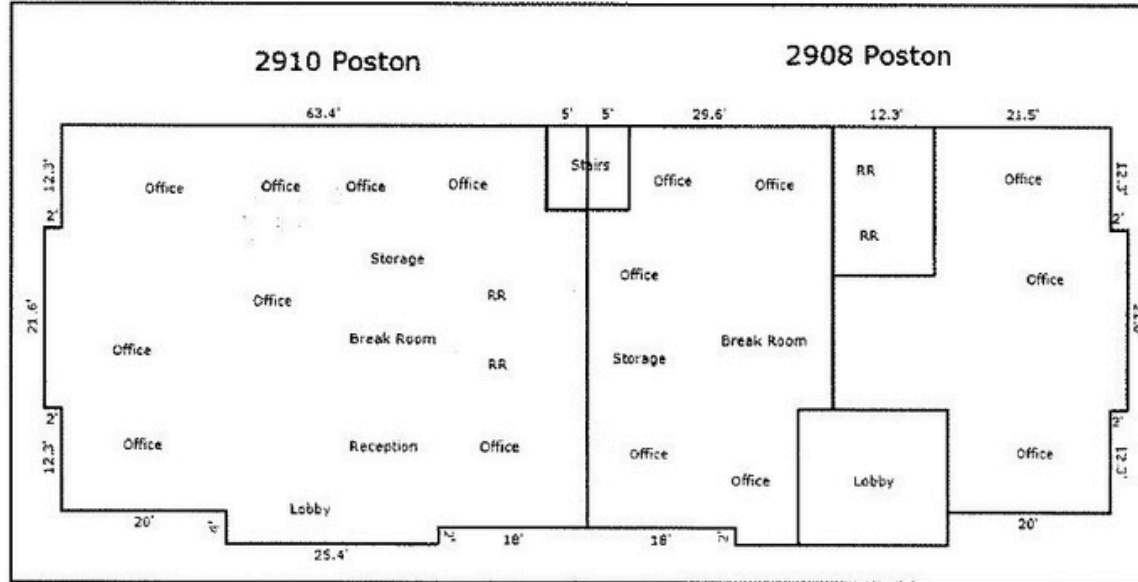 2910 Poston
2908 Poston
63.4'
5'
5'
29.6'
12.3'
21.5'
12.3'
Office
Office
Office
Office
Stairs
Office
Office
RR
Office
12.3'
2'
2'
RR
Storage
Office
Office
Office
RR
21.6'
Break Room
Break Room
Office
RR
Storage
2'
2'
12.3'
Office
Reception
Office
Office
Office
12.3'
Office
Lobby
Lobby
20'
4'
25.4'
2'
18'
18'
2'
20'